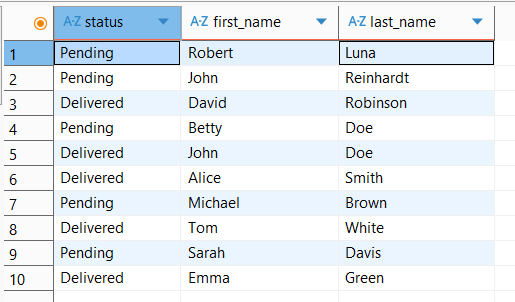 A-Z status A-Z first_name A-Z last_name
1 Pending Robert Luna
2 Pending John Reinhardt
3 Delivered David Robinson
4 Pending Betty Doe
5 Delivered John Doe
6 Delivered Alice Smith
7 Pending Michael Brown
8 Delivered Tom White
9 Pending Sarah Davis
10 Delivered Emma Green